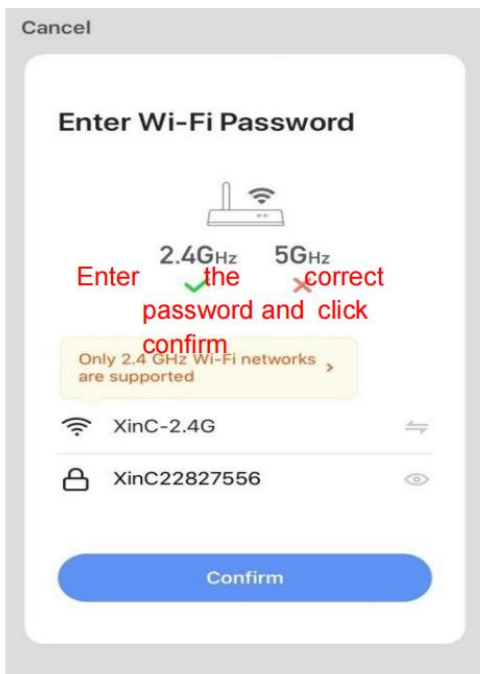 Cancel
Enter Wi-Fi Password
2.4GHz 5GHz
Enter the correct
password and click
confirm
Only 2.4 GHz Wi-Fi networks
are supported
XinC-2.4G
XinC22827556
Confirm